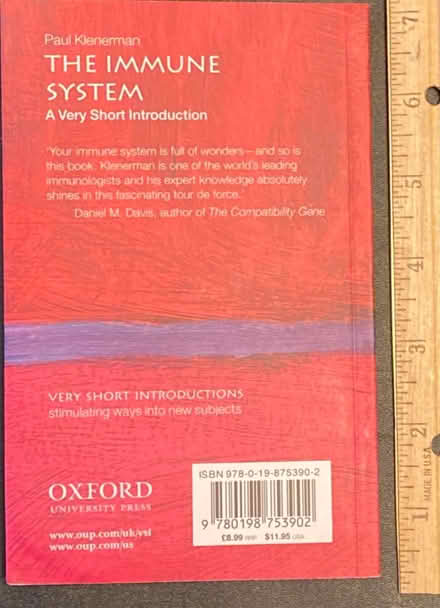 Paul Klenerman
THE IMMUNE
SYSTEM
A Very Short Introduction
'Your immune system is full of wonders—and so is
this book. Klenerman is one of the world's leading
immunologists and his expert knowledge absolutely
shines in this fascinating tour de force.'
Daniel M. Davis, author of The Compatibility Gene
VERY SHORT INTRODUCTIONS
stimulating ways into new subjects
OXFORD
UNIVERSITY PRESS
www.oup.com/uk/vsi
www.oup.com/us
ISBN 978-0-19-875390-2
9 780198 753902
£8.99 RRP $11.95 USA
7
6
5
4
3
2
MADE IN U.S.A.
1